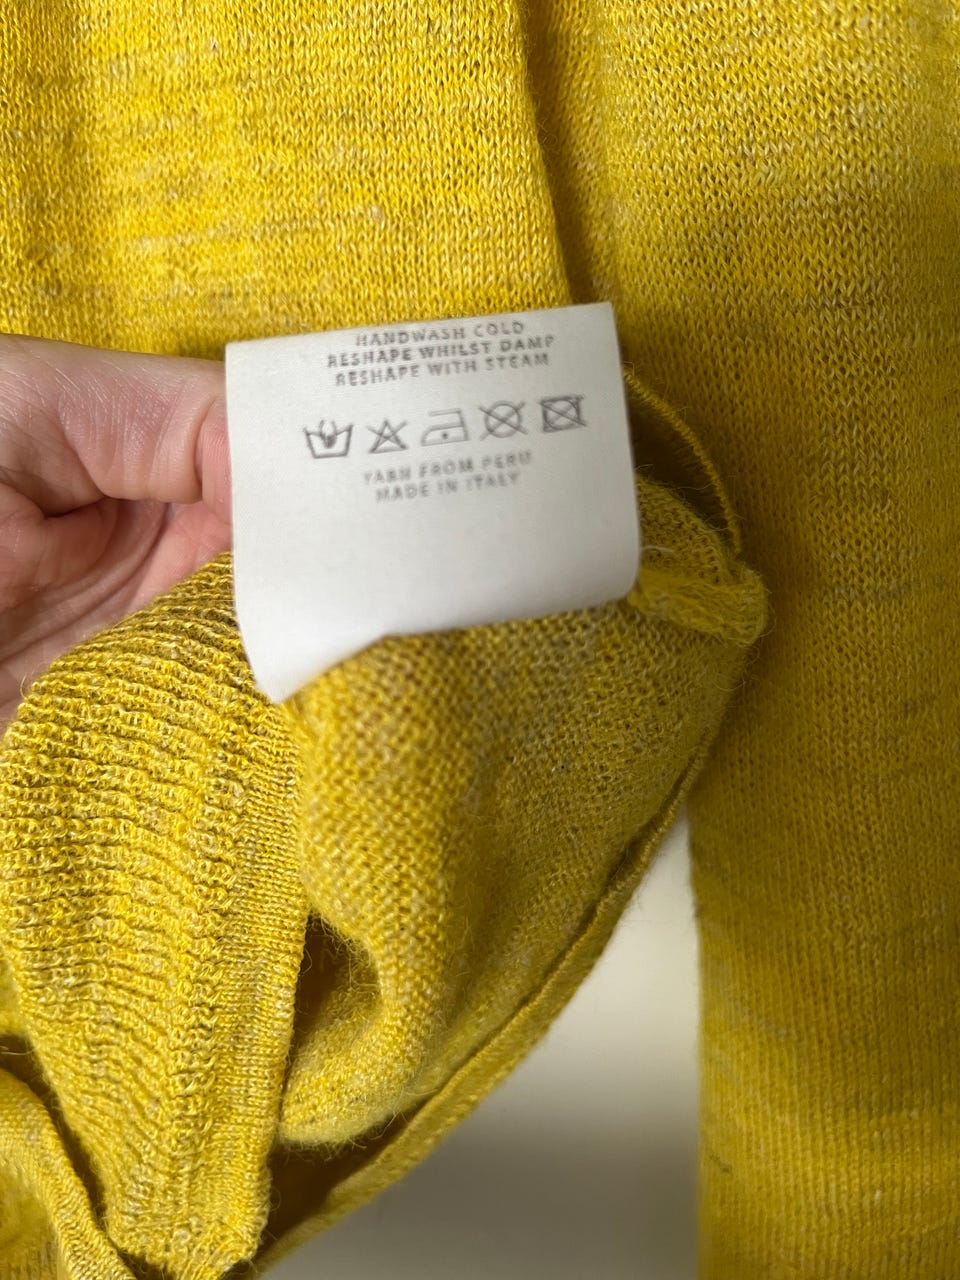 HANDWASH COLD
RESHAPE WHILST DAMP
RESHAPE WITH STEAM
YARN FROM PERU
MADE IN ITALY